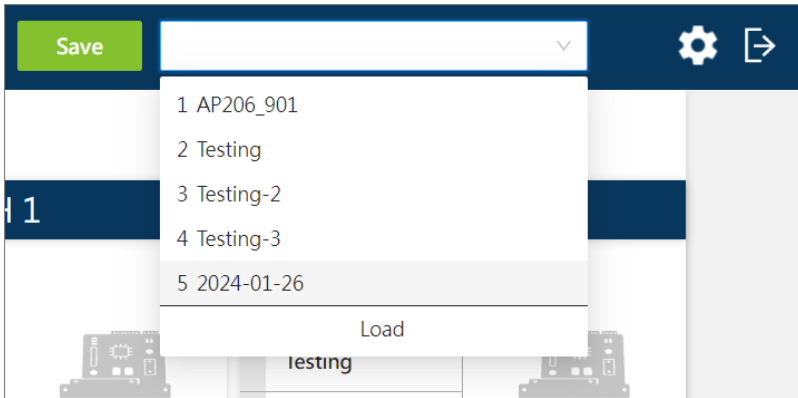 Save
1 AP206_901
2 Testing
3 Testing-2
4 Testing-3
1
5 2024-01-26
Load
Testing